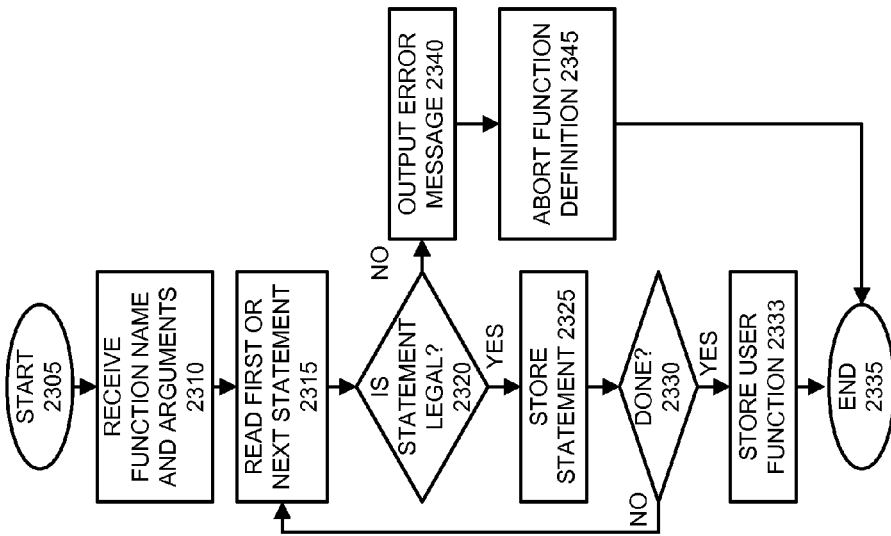 START
2305
RECEIVE
FUNCTION NAME
AND ARGUMENTS
2310
READ FIRST OR
NEXT STATEMENT
2315
IS
STATEMENT
LEGAL?
2320
NO
YES
OUTPUT ERROR
MESSAGE 2340
ABORT FUNCTION
DEFINITION 2345
STORE
STATEMENT 2325
DONE?
2330
NO
YES
STORE USER
FUNCTION 2333
END
2335